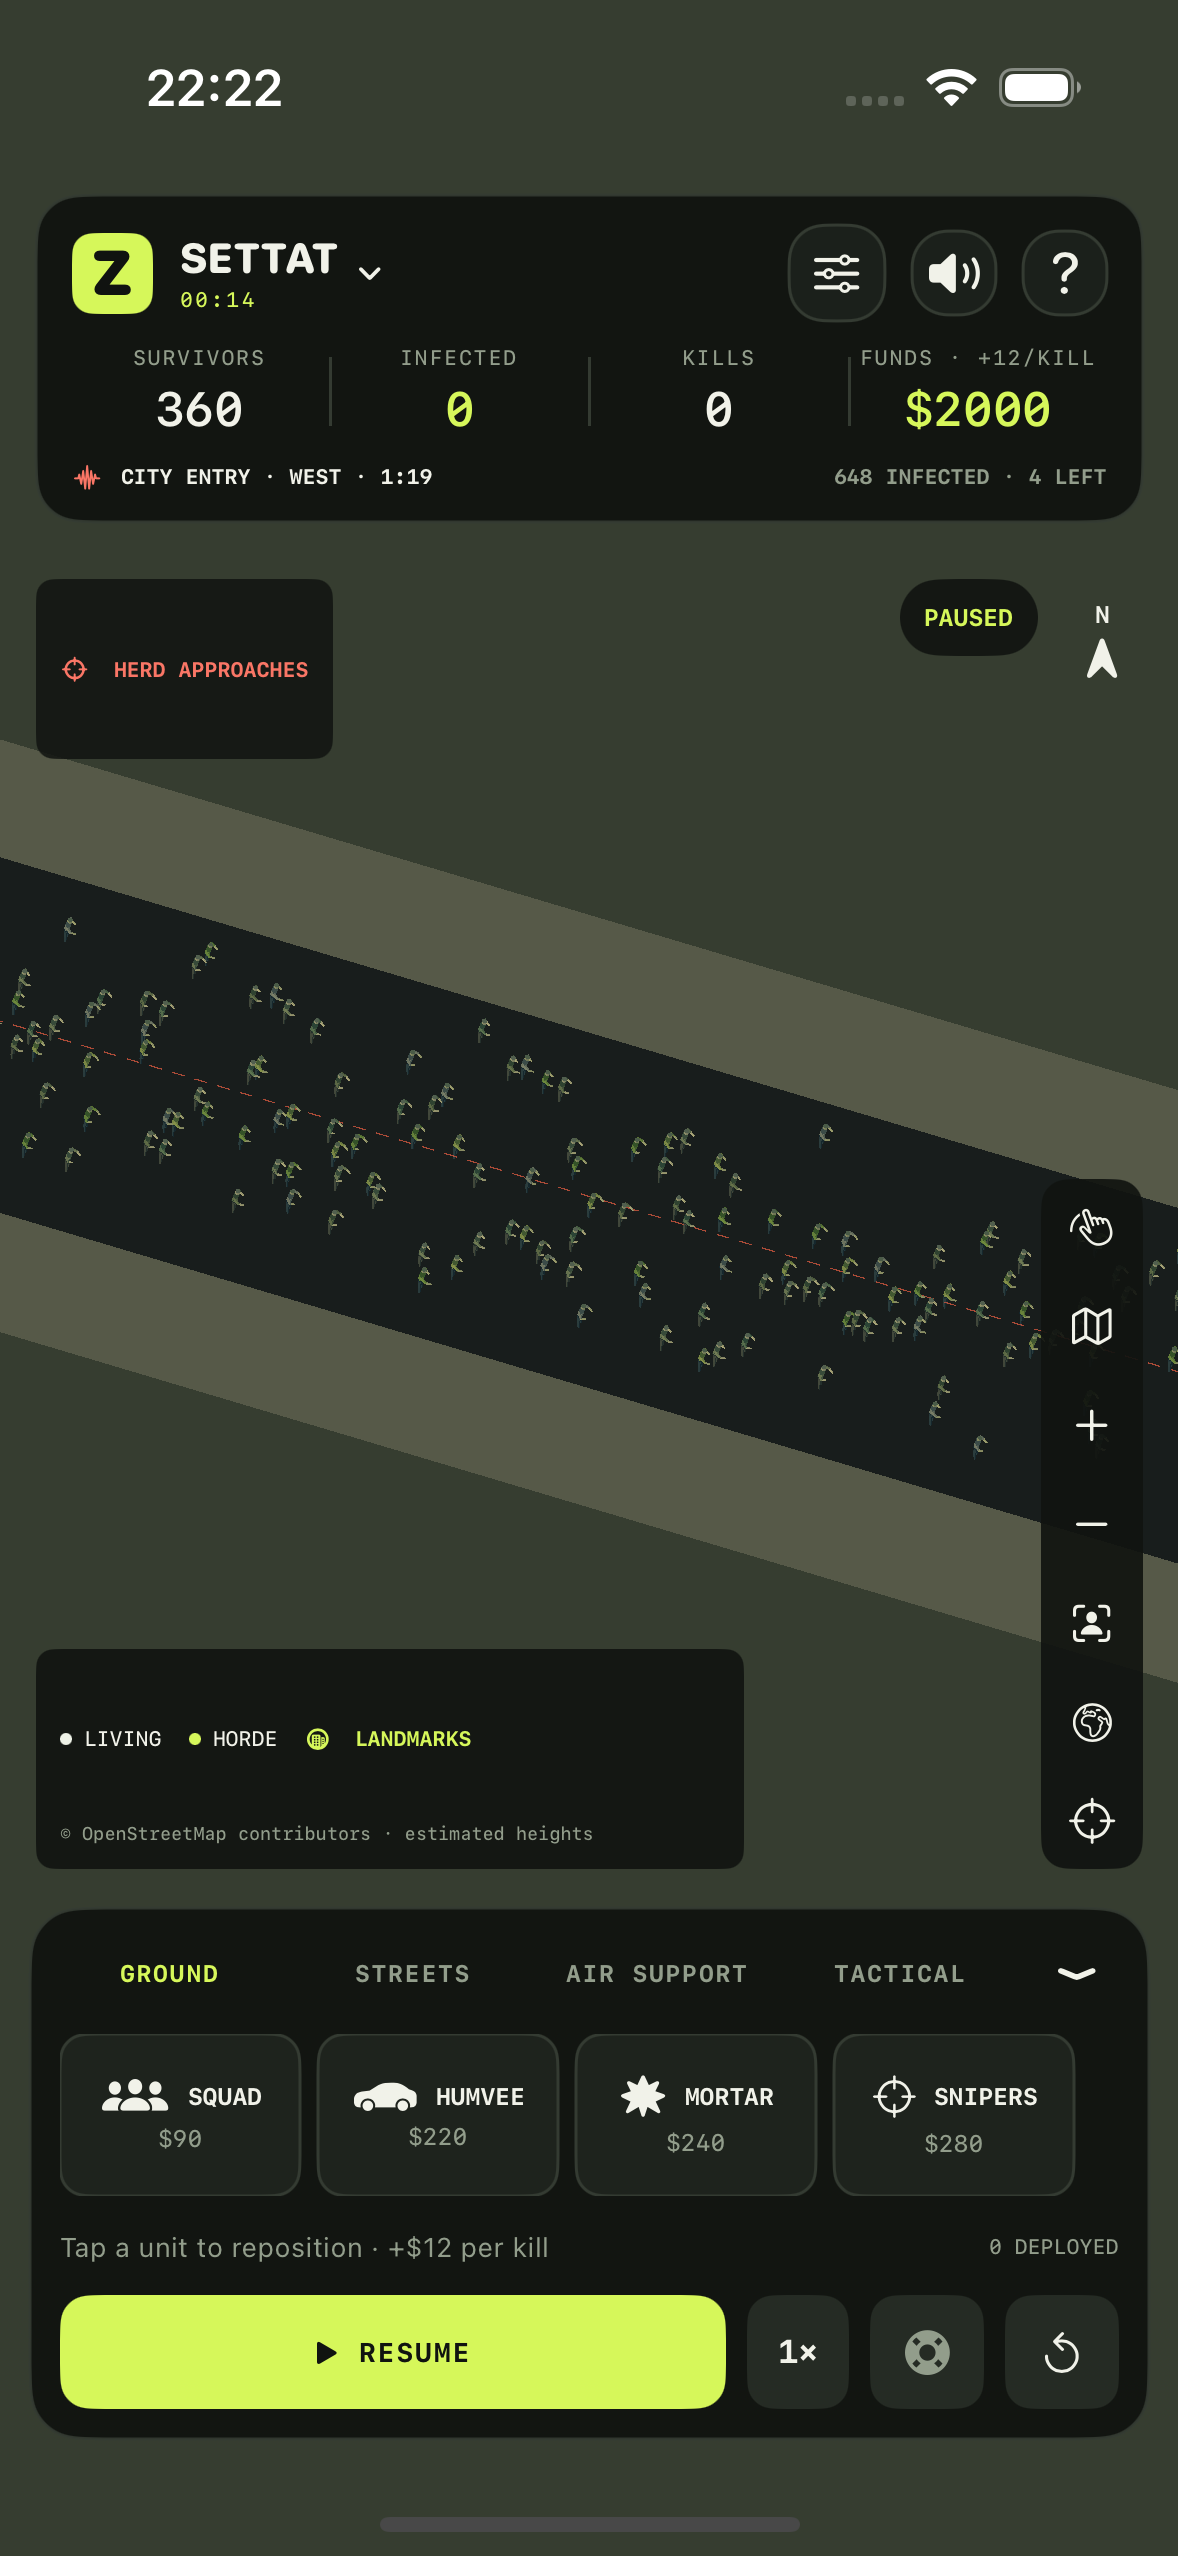 22:22
Z
SETTAT
00:14
?
SURVIVORS INFECTED KILLS FUNDS · +12/KILL
360 0 0 $2000
CITY ENTRY · WEST · 1:19 648 INFECTED · 4 LEFT
HERD APPROACHES
PAUSED
N
LIVING HORDE LANDMARKS
© OpenStreetMap contributors · estimated heights
GROUND STREETS AIR SUPPORT TACTICAL
SQUAD HUMVEE MORTAR SNIPERS
$90 $220 $240 $280
Tap a unit to reposition · +$12 per kill 0 DEPLOYED
RESUME 1×